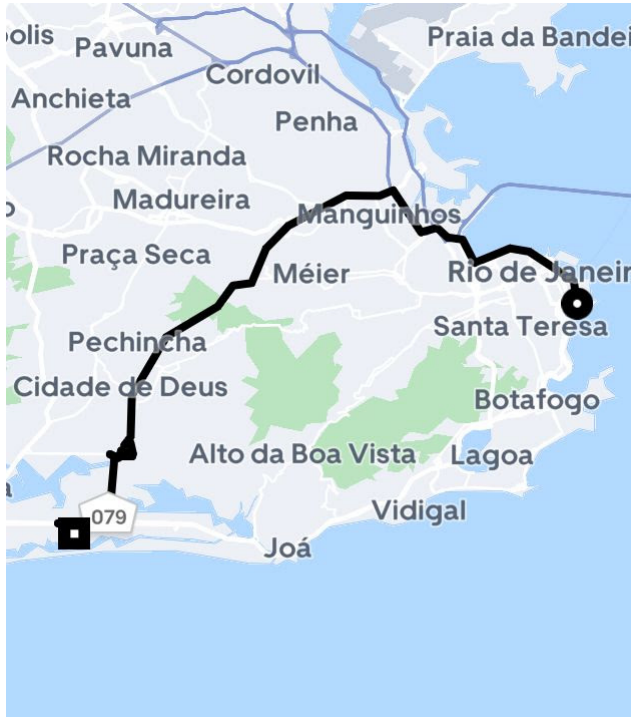 olis
Pavuna
Praia da Bandei
Cordovil
Anchieta
Penha
Rocha Miranda
Madureira
o
Manguinhos
Praça Seca
Méier
Rio de Janeir
Santa Teresa
Pechincha
Cidade de Deus
Botafogo
Alto da Boa Vista
Lagoa
a
Vidigal
079
Joá